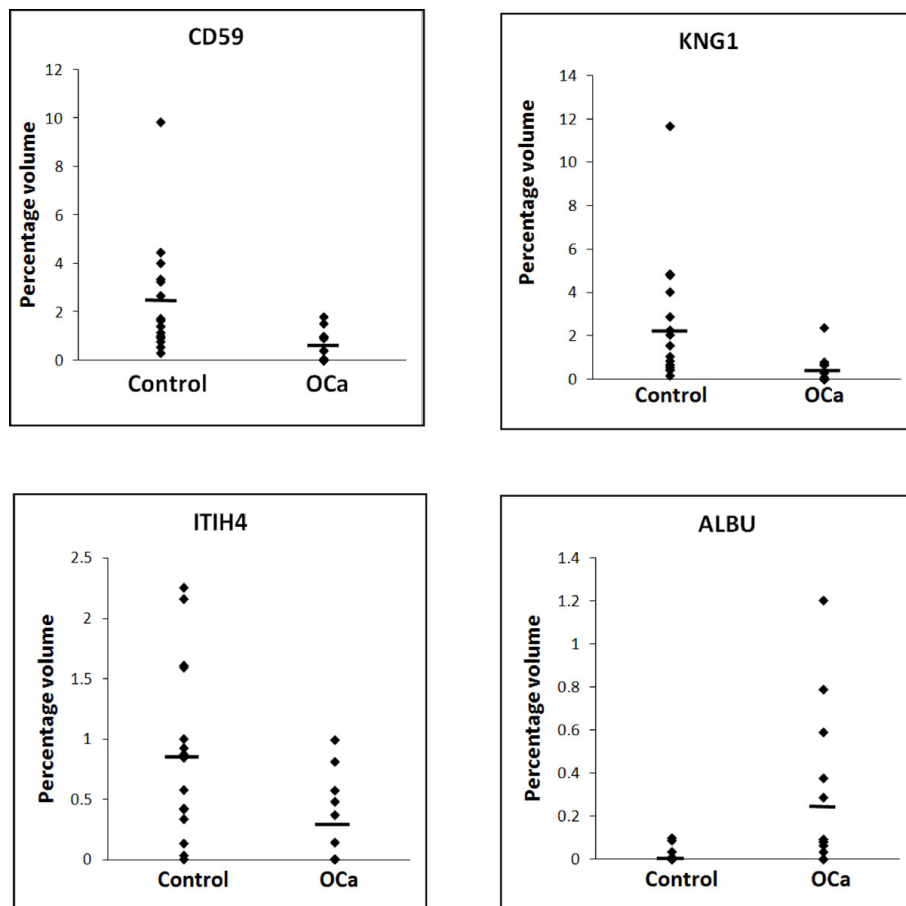 CD59
Percentage volume
12
10
8
6
4
2
0
Control OCa
KNG1
Percentage volume
14
12
10
8
6
4
2
0
Control OCa
ITIH4
Percentage volume
2.5
2
1.5
1
0.5
0
Control OCa
ALBU
Percentage volume
1.4
1.2
1
0.8
0.6
0.4
0.2
0
Control OCa